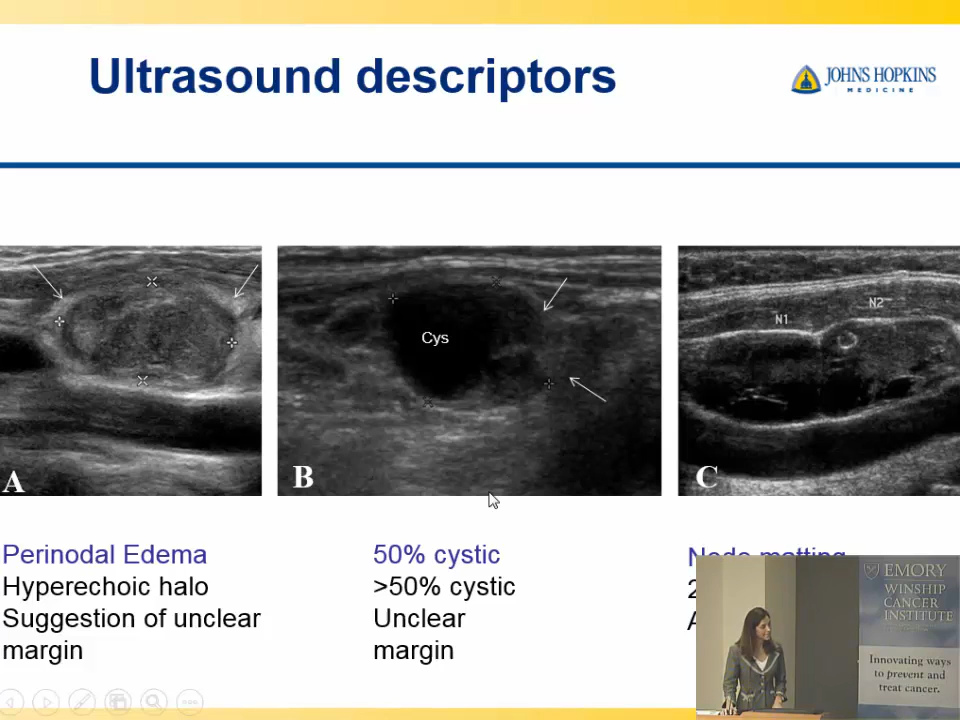 Ultrasound descriptors
JOHNS HOPKINS
MEDICINE
Cys
N1
N2
A
B
C
Perinodal Edema
Hyperechoic halo
Suggestion of unclear
margin
50% cystic
>50% cystic
Unclear
margin
Node matting
2
A
EMORY
WINSHIP
CANCER
INSTITUTE
Innovating ways
to prevent and
treat cancer.